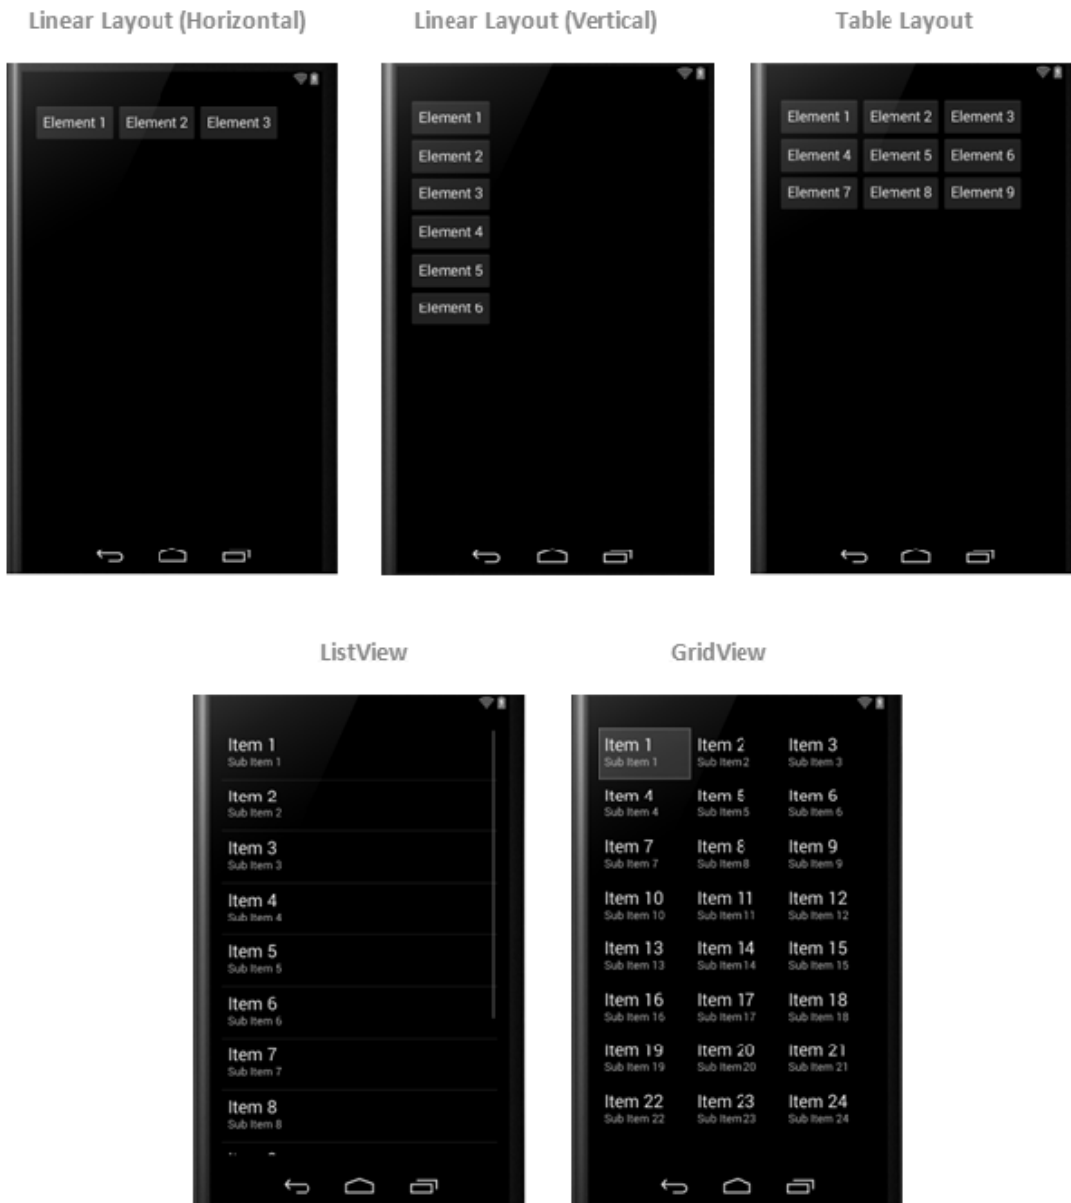 Linear Layout (Horizontal)
Linear Layout (Vertical)
Table Layout
Element 1 Element 2 Element 3
Element 1
Element 2
Element 3
Element 4
Element 5
Element 6
Element 1 Element 2 Element 3
Element 4 Element 5 Element 6
Element 7 Element 8 Element 9
ListView
GridView
Item 1
Sub Item 1
Item 2
Sub Item 2
Item 3
Sub Item 3
Item 4
Sub Item 4
Item 5
Sub Item 5
Item 6
Sub Item 6
Item 7
Sub Item 7
Item 8
Sub Item 8
Item 1 Item 2 Item 3
Sub Item 1 Sub Item 2 Sub Item 3
Item 4 Item 5 Item 6
Sub Item 4 Sub Item 5 Sub Item 6
Item 7 Item 8 Item 9
Sub Item 7 Sub Item 8 Sub Item 9
Item 10 Item 11 Item 12
Sub Item 10 Sub Item 11 Sub Item 12
Item 13 Item 14 Item 15
Sub Item 13 Sub Item 14 Sub Item 15
Item 16 Item 17 Item 18
Sub Item 16 Sub Item 17 Sub Item 18
Item 19 Item 20 Item 21
Sub Item 19 Sub Item 20 Sub Item 21
Item 22 Item 23 Item 24
Sub Item 22 Sub Item 23 Sub Item 24